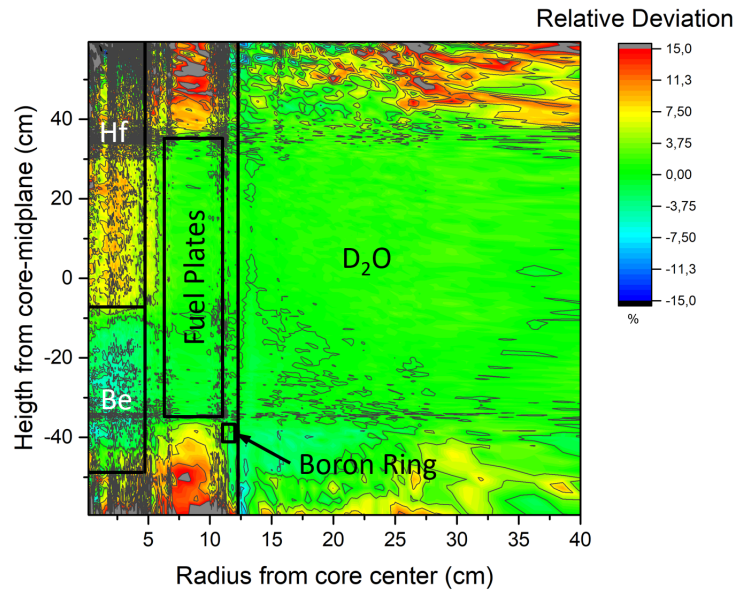 Relative Deviation
15,0
11,3
7,50
3,75
0,00
-3,75
-7,50
-11,3
-15,0
%
Heigth from core-midplane (cm)
40
20
0
-20
-40
Hf
Be
Fuel Plates
D₂O
Boron Ring
5 10 15 20 25 30 35 40
Radius from core center (cm)